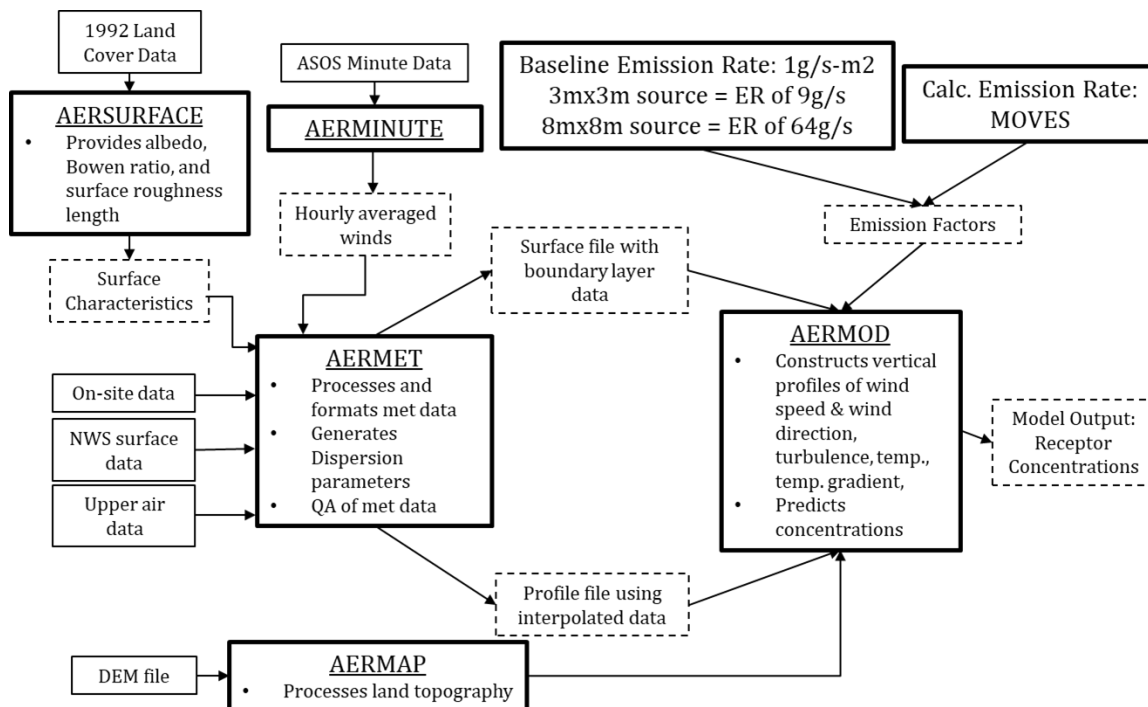 1992 Land
Cover Data
AERSURFACE
• Provides albedo,
Bowen ratio, and
surface roughness
length
Surface
Characteristics
ASOS Minute Data
AERMINUTE
Hourly averaged
winds
Baseline Emission Rate: 1g/s-m2
3mx3m source = ER of 9g/s
8mx8m source = ER of 64g/s
Calc. Emission Rate:
MOVES
Emission Factors
Surface file with
boundary layer
data
On-site data
NWS surface
data
Upper air
data
AERMET
• Processes and
formats met data
• Generates
Dispersion
parameters
• QA of met data
AERMOD
• Constructs vertical
profiles of wind
speed & wind
direction,
turbulence, temp.,
temp. gradient,
• Predicts
concentrations
Model Output:
Receptor
Concentrations
Profile file using
interpolated data
DEM file
AERMAP
• Processes land topography